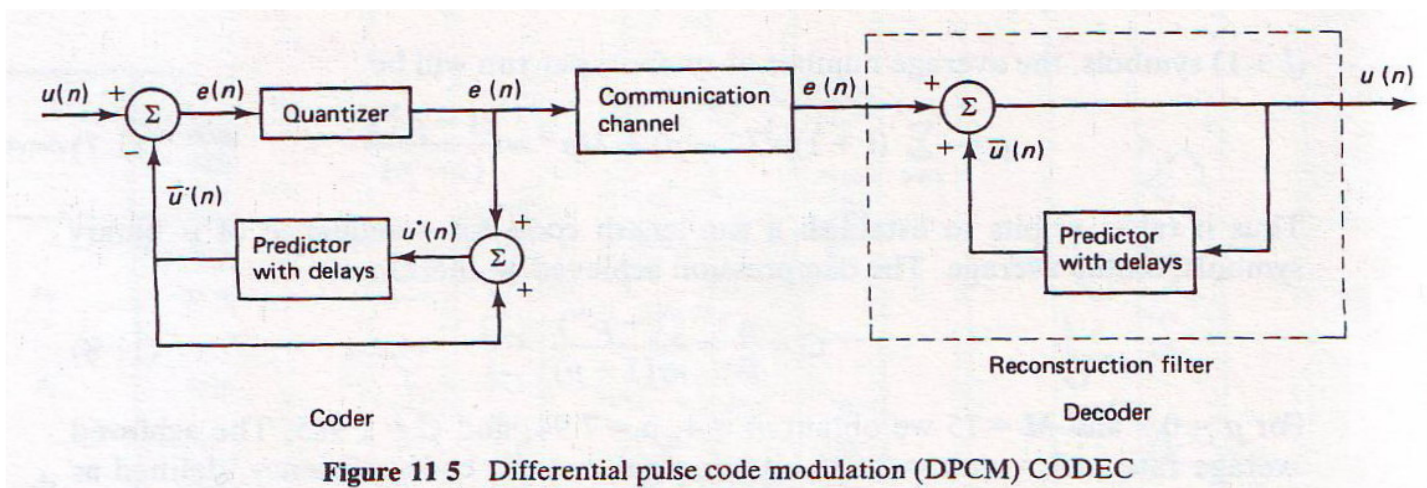 u(n) + Σ e(n) Quantizer e (n) Communication channel e (n) + Σ u (n)
−
+ ū (n)
ū˙(n)
Predictor with delays
u˙(n)
+
Σ
+
Predictor with delays
Reconstruction filter
Coder
Decoder
Figure 11 5 Differential pulse code modulation (DPCM) CODEC